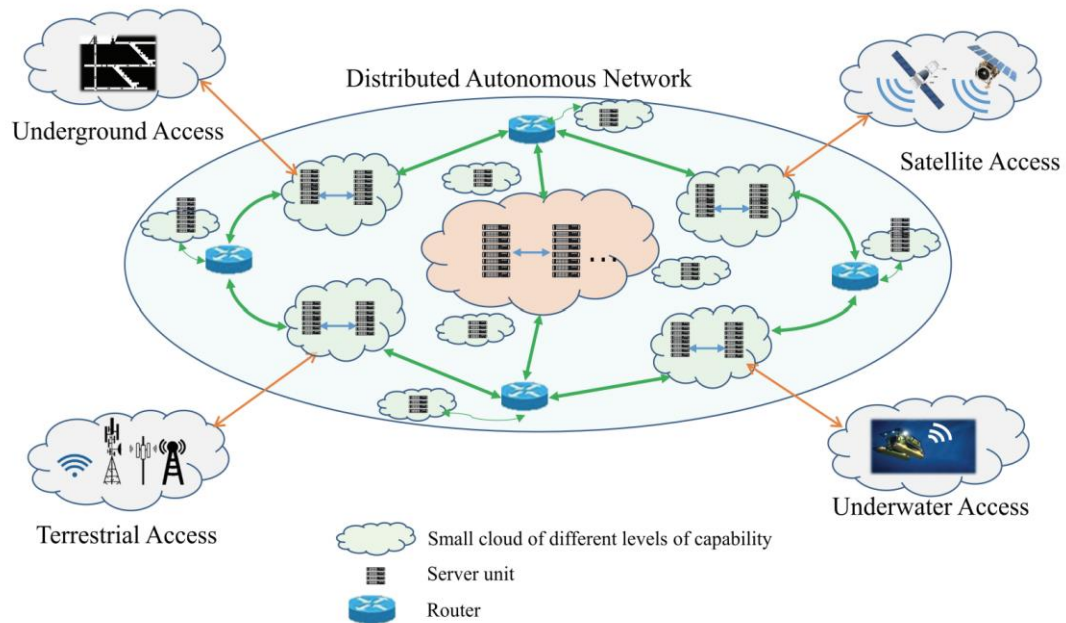 Distributed Autonomous Network
Underground Access
Satellite Access
...
Terrestrial Access
Underwater Access
Small cloud of different levels of capability
Server unit
Router